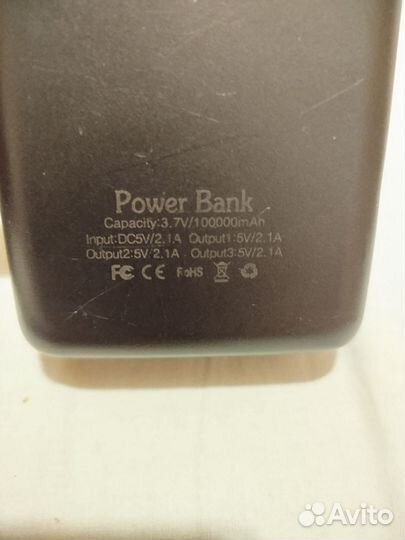 Power Bank
Capacity:3.7V/100000mAh
Input:DC5V/2.1A Output1:5V/2.1A
Output2:5V 2.1A Output3:5V/2.1A
FC CE RoHS
Avito